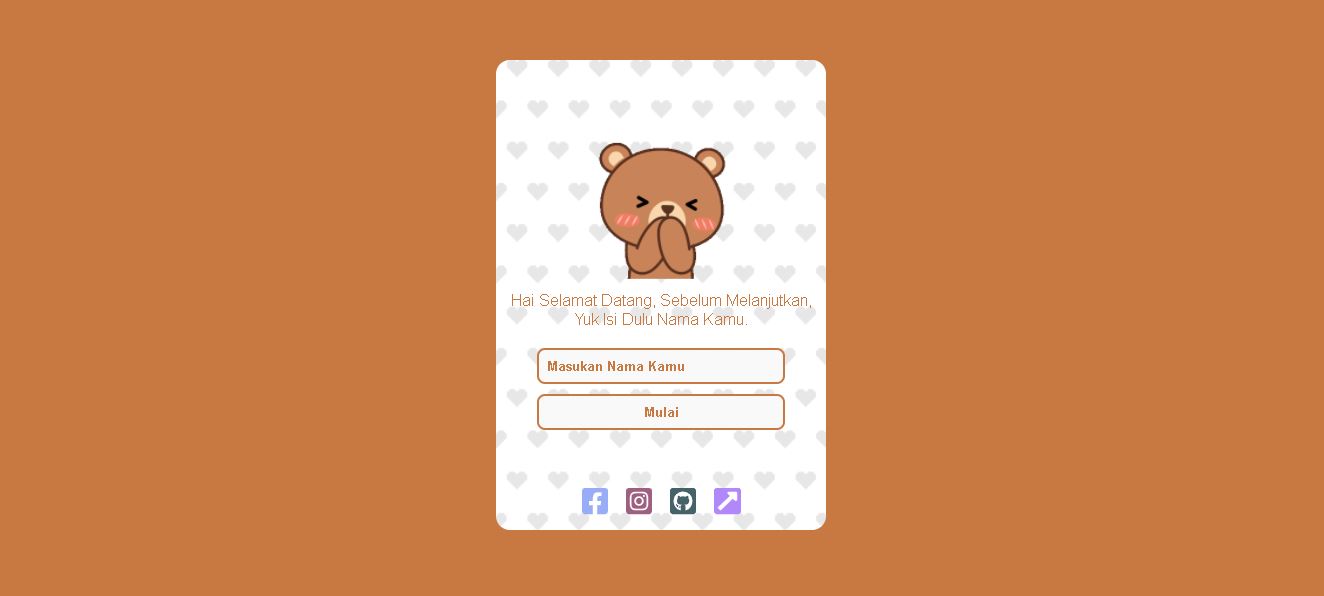 Hai Selamat Datang, Sebelum Melanjutkan,
Yuk Isi Dulu Nama Kamu.
Masukan Nama Kamu
Mulai